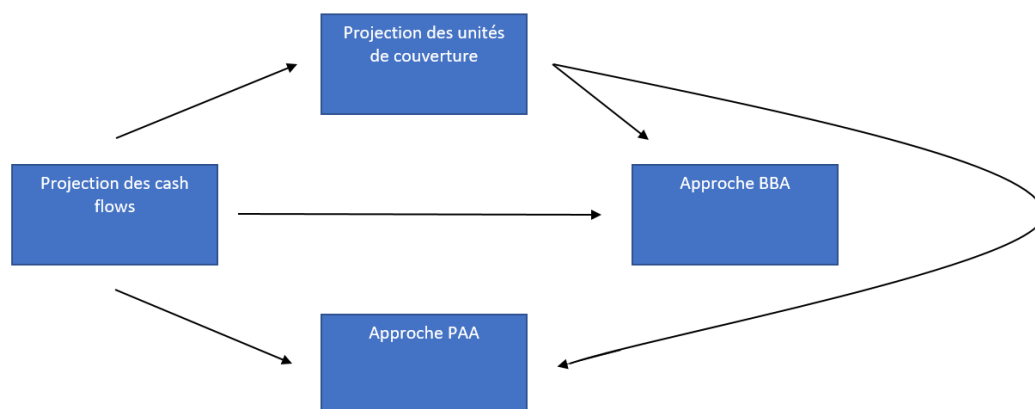 Projection des unités
de couverture
Projection des cash
flows
Approche BBA
Approche PAA